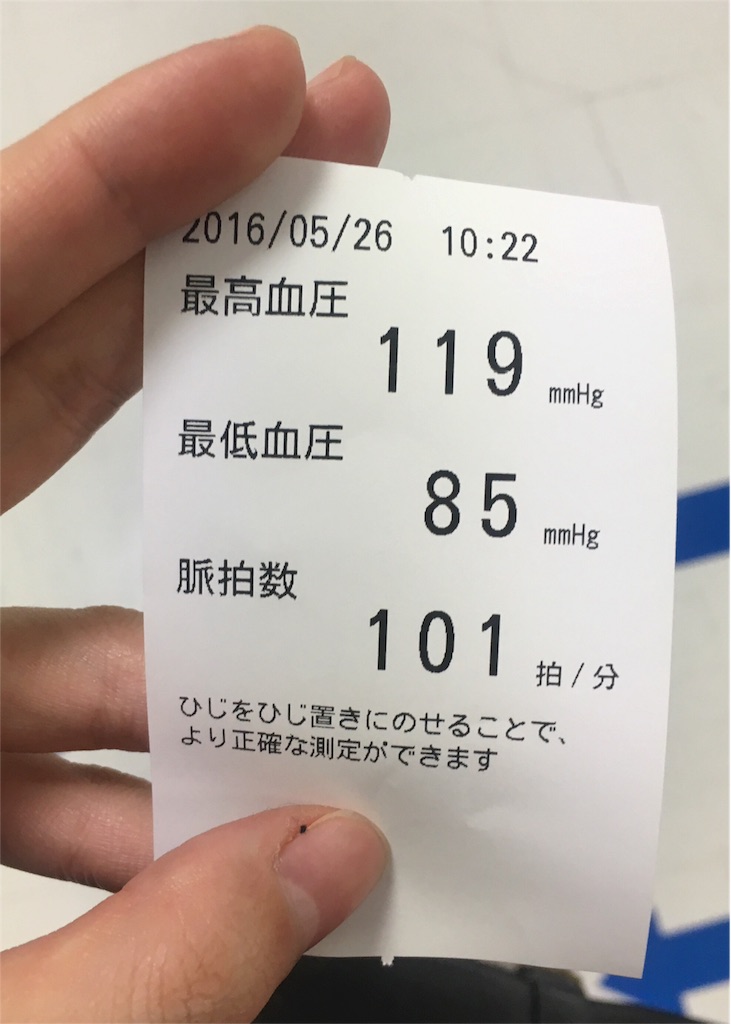 2016/05/26 10:22
最高血圧
119 mmHg
最低血圧
85 mmHg
脈拍数
101 拍/分
ひじをひじ置きにのせることで、
より正確な測定ができます